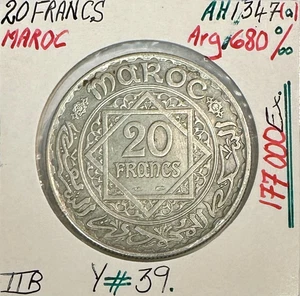 20 FRANCS AH 1347(a)
MAROC Arg. 680 ‰
MAROC
20
FRANCS
177 000 Ex.
TTB Y#39.